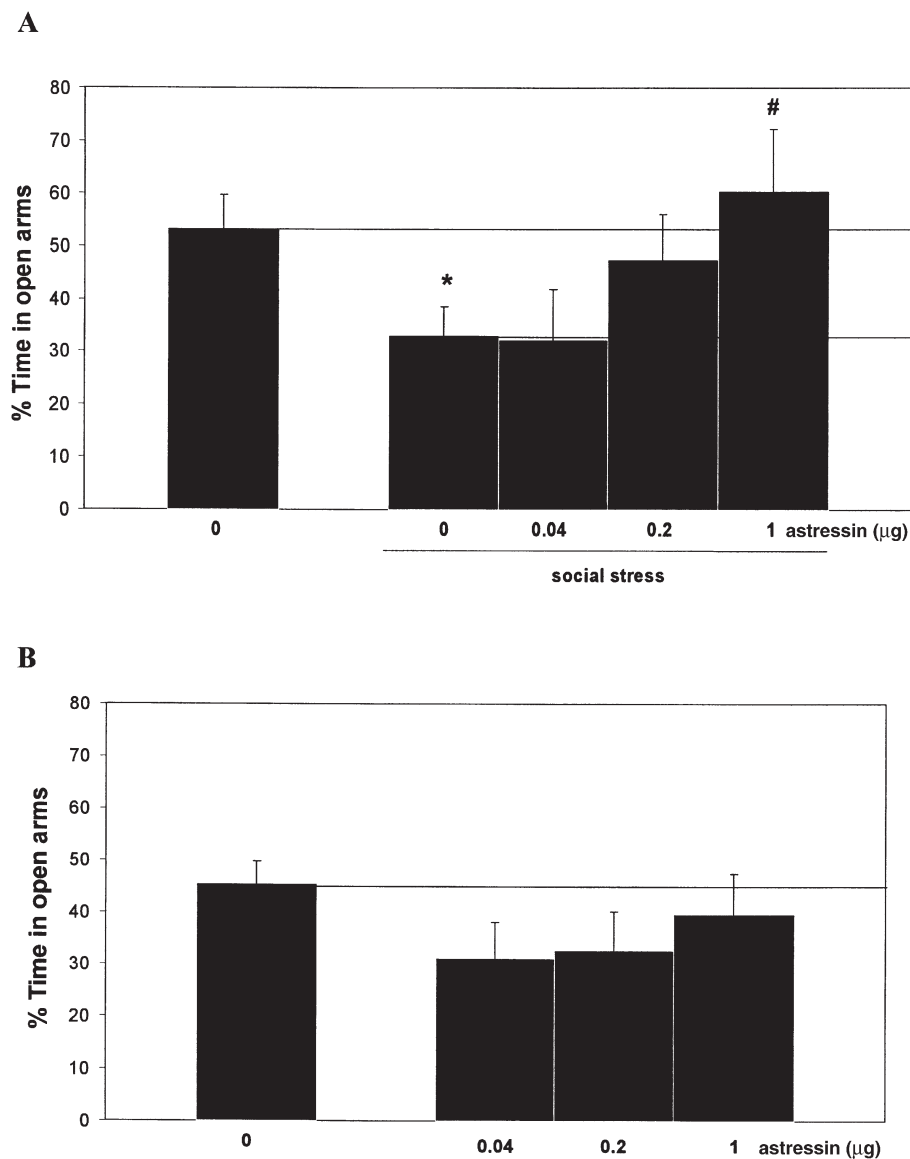 A
80
70
60
50
40
30
20
10
0
% Time in open arms
*
#
0 0 0.04 0.2 1 astressin (μg)
social stress
B
80
70
60
50
40
30
20
10
0
% Time in open arms
0 0.04 0.2 1 astressin (μg)